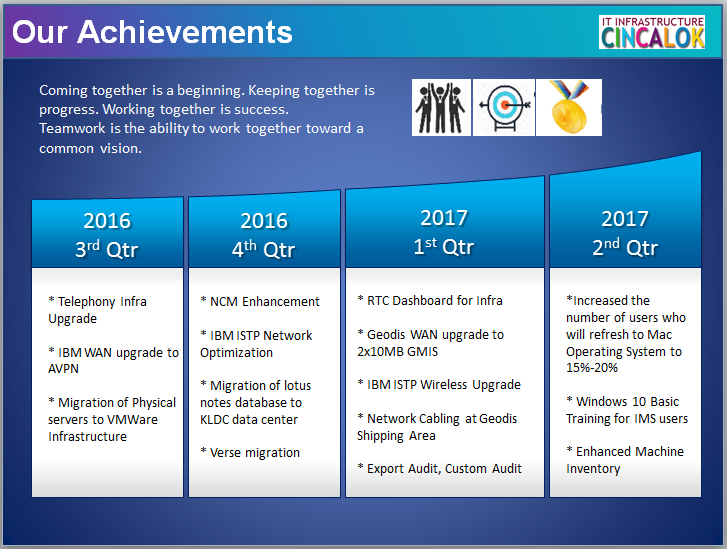 Our Achievements
IT INFRASTRUCTURE
CINCALOK
Coming together is a beginning. Keeping together is
progress. Working together is success.
Teamwork is the ability to work together toward a
common vision.
2016
3rd Qtr
* Telephony Infra
Upgrade
* IBM WAN upgrade to
AVPN
* Migration of Physical
servers to VMWare
Infrastructure
2016
4th Qtr
* NCM Enhancement
* IBM ISTP Network
Optimization
* Migration of lotus
notes database to
KLDC data center
* Verse migration
2017
1st Qtr
* RTC Dashboard for Infra
* Geodis WAN upgrade to
2x10MB GMIS
* IBM ISTP Wireless Upgrade
* Network Cabling at Geodis
Shipping Area
* Export Audit, Custom Audit
2017
2nd Qtr
*Increased the
number of users who
will refresh to Mac
Operating System to
15%-20%
* Windows 10 Basic
Training for IMS users
* Enhanced Machine
Inventory